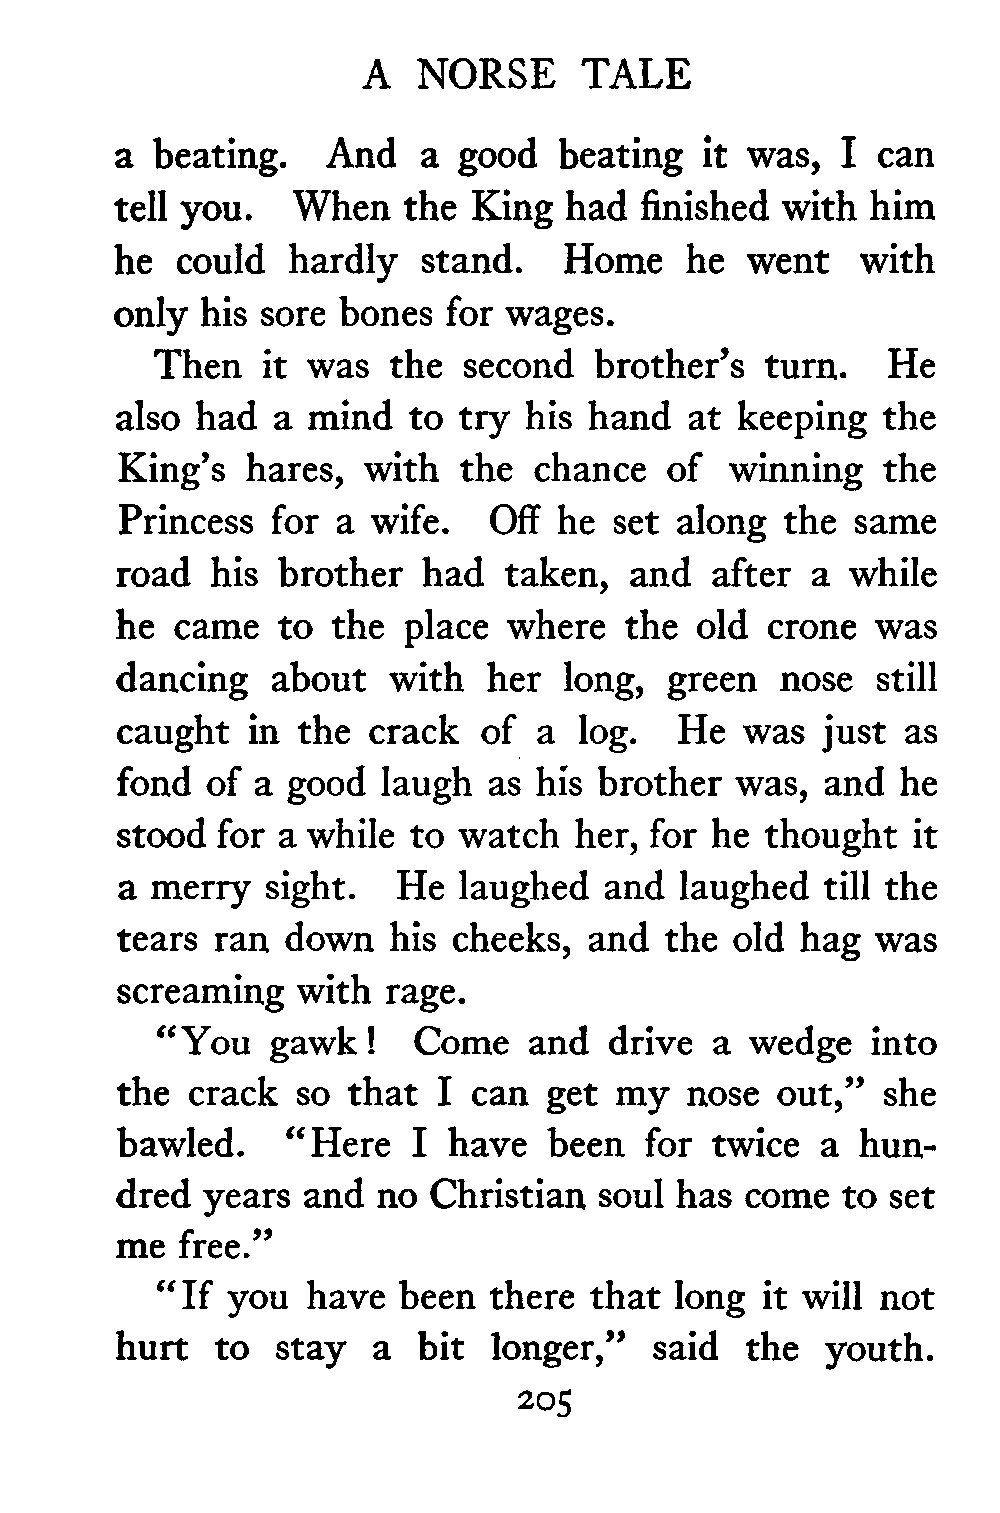 A NORSE TALE
a beating. And a good beating it was, I can
tell you. When the King had finished with him
he could hardly stand. Home he went with
only his sore bones for wages.
Then it was the second brother's turn. He
also had a mind to try his hand at keeping the
King's hares, with the chance of winning the
Princess for a wife. Off he set along the same
road his brother had taken, and after a while
he came to the place where the old crone was
dancing about with her long, green nose still
caught in the crack of a log. He was just as
fond of a good laugh as his brother was, and he
stood for a while to watch her, for he thought it
a merry sight. He laughed and laughed till the
tears ran down his cheeks, and the old hag was
screaming with rage.
"You gawk! Come and drive a wedge into
the crack so that I can get my nose out," she
bawled. "Here I have been for twice a hun-
dred years and no Christian soul has come to set
me free."
"If you have been there that long it will not
hurt to stay a bit longer," said the youth.
205